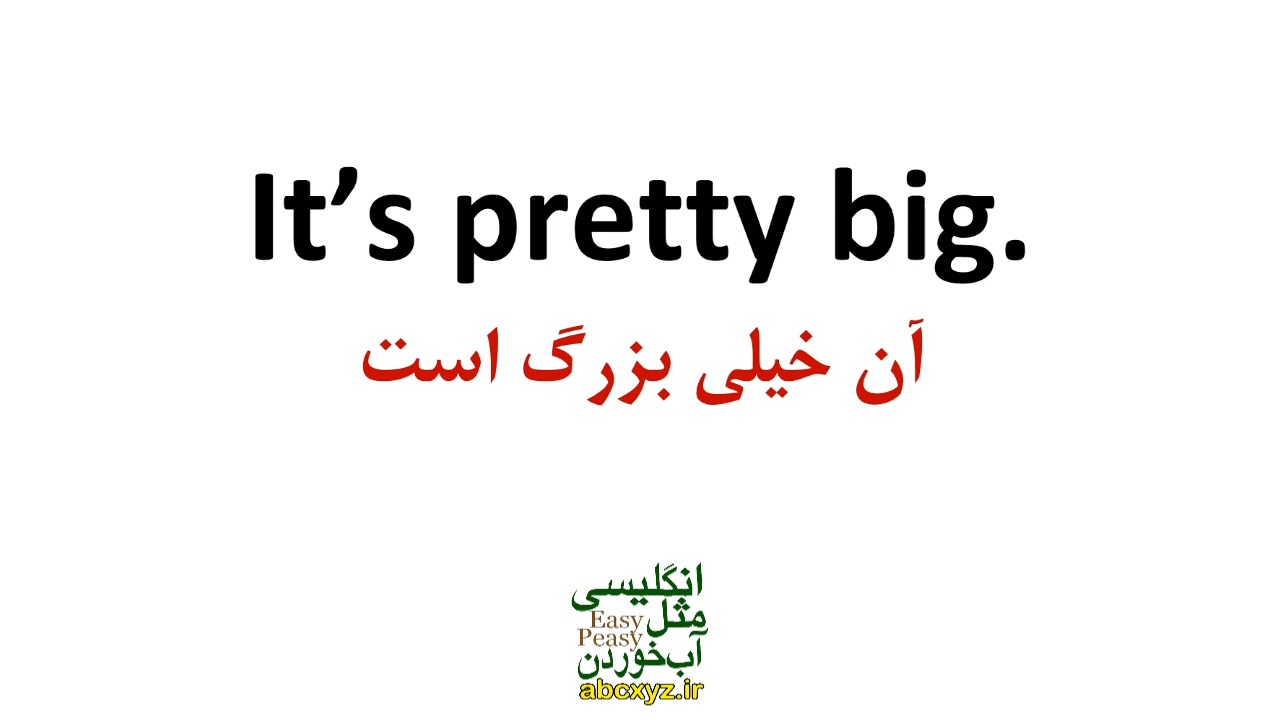 It’s pretty big.
آن خیلی بزرگ است
انگلیسی
مثل
Easy
Peasy
آب خوردن
abcxyz.ir